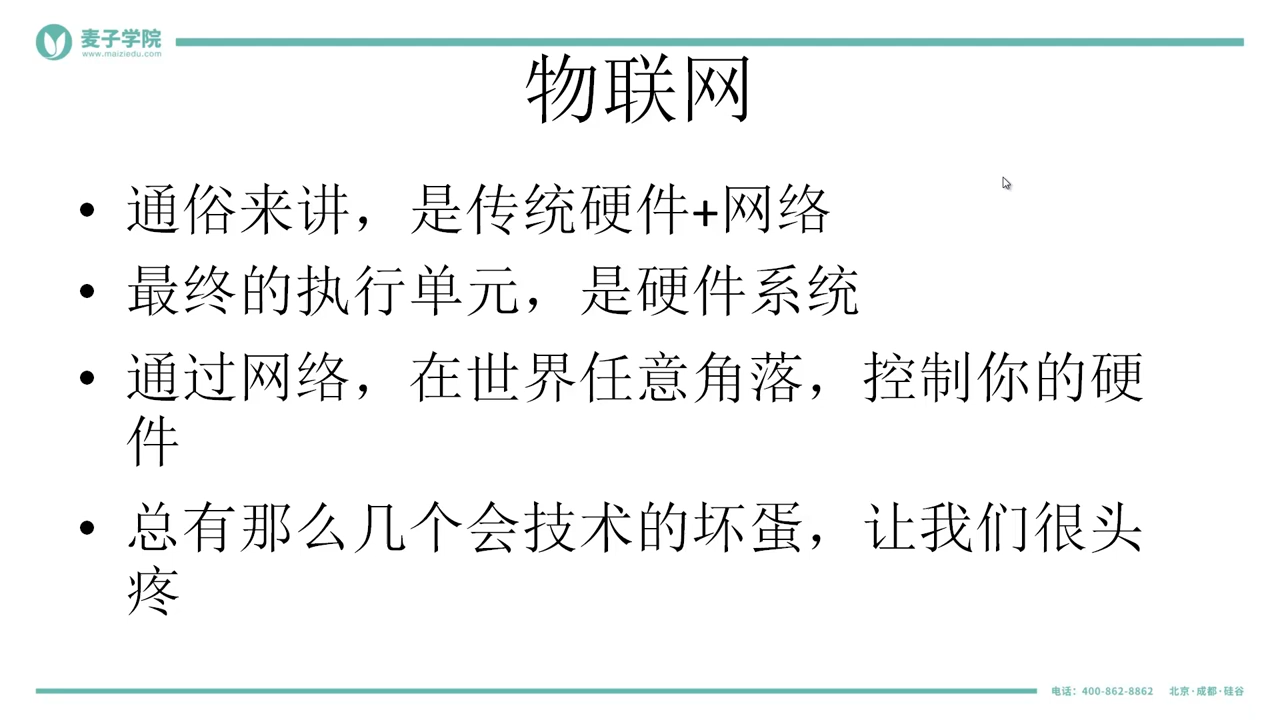 麦子学院
www.maiziedu.com
物联网
• 通俗来讲，是传统硬件+网络
• 最终的执行单元，是硬件系统
• 通过网络，在世界任意角落，控制你的硬
件
• 总有那么几个会技术的坏蛋，让我们很头
疼
电话：400-862-8862 北京·成都·硅谷